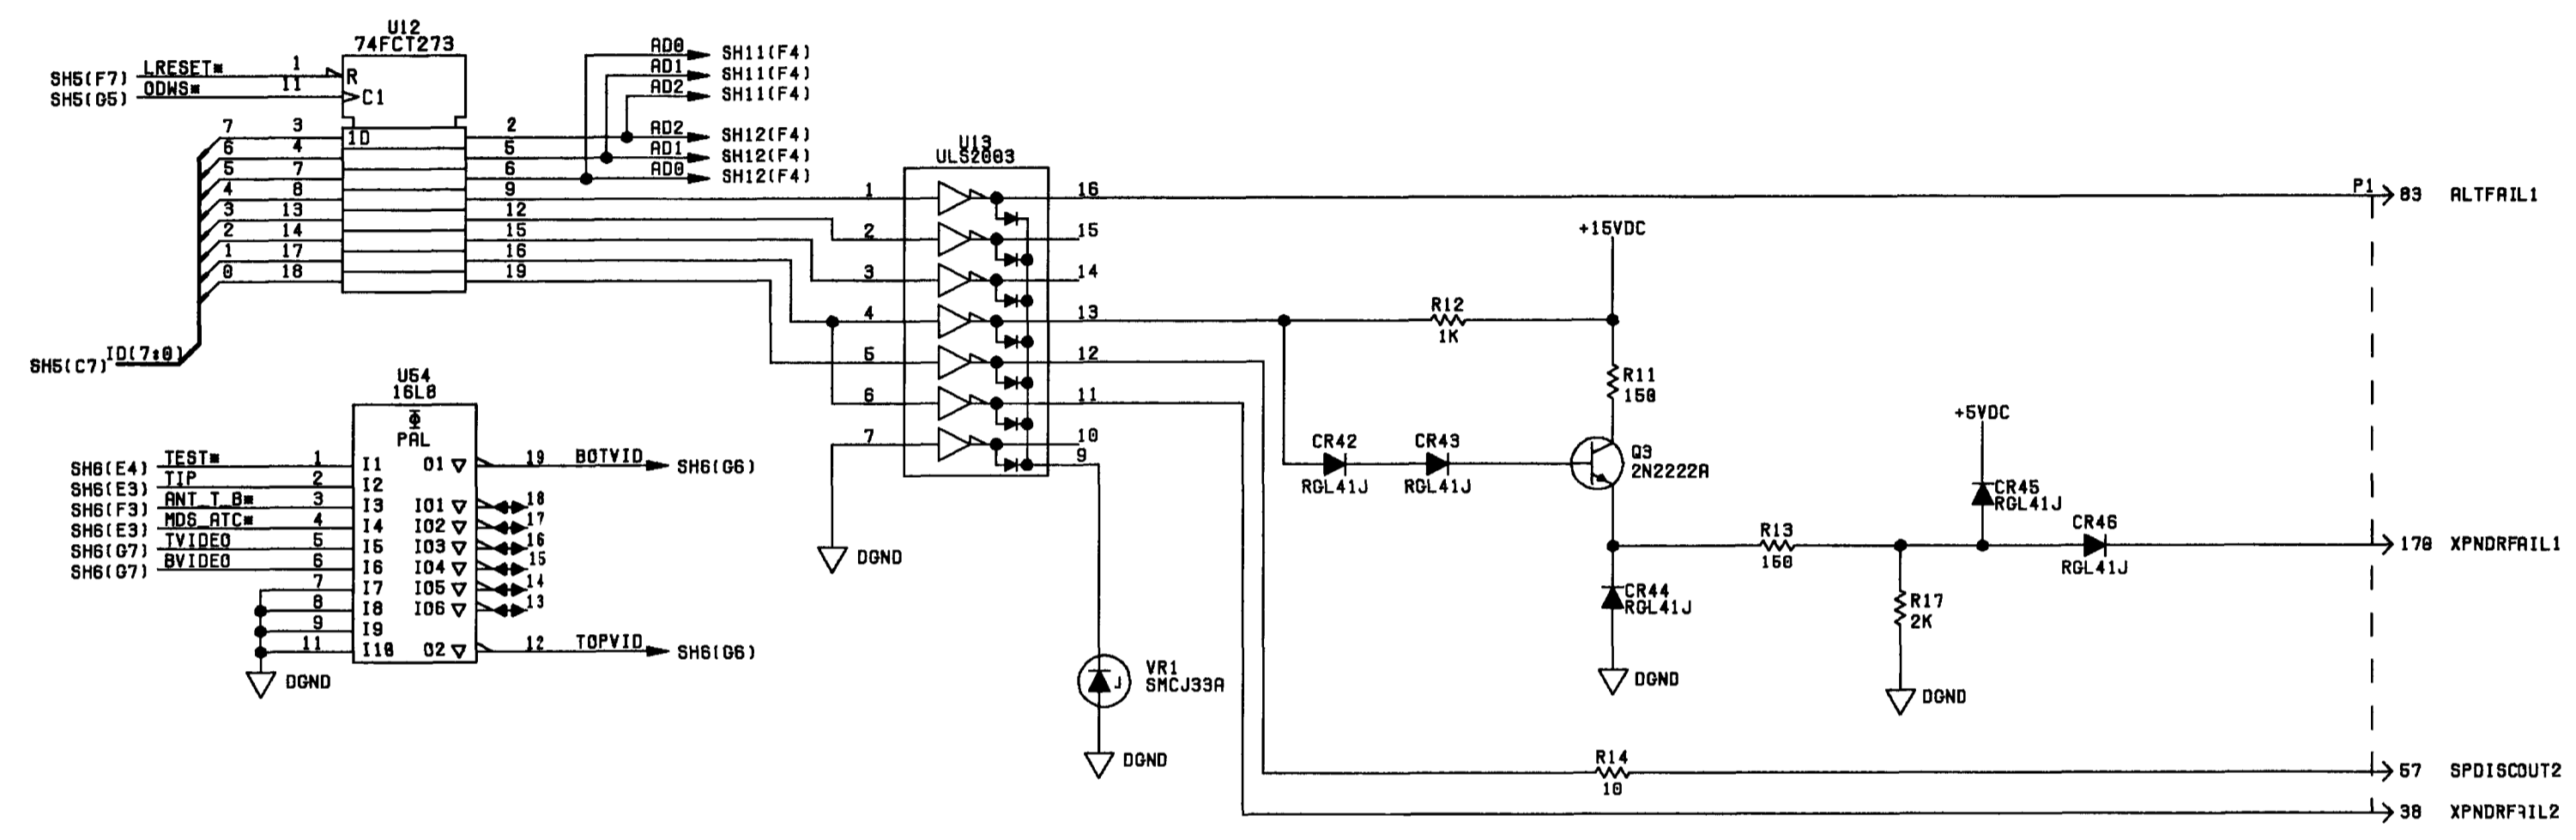 U12
74FCT273
SH5(F7) LRESET* 1 R
SH5(G5) ODWS* 11 C1
7 3 1D 2
6 4 5
5 7 6
4 8 9
3 13 12
2 14 15
1 17 16
0 18 19
SH5(C7) ID(7:0)
AD0 SH11(F4)
AD1 SH11(F4)
AD2 SH11(F4)
AD2 SH12(F4)
AD1 SH12(F4)
AD0 SH12(F4)
U13
ULS2003
1 16
2 15
3 14
4 13
5 12
6 11
7 10
9
DGND
VR1
SMCJ33A
DGND
P1 83 ALTFAIL1
+15VDC
R12
1K
R11
150
CR42
RGL41J
CR43
RGL41J
Q3
2N2222A
+5VDC
CR45
RGL41J
R13
150
CR46
RGL41J
178 XPNDRFAIL1
CR44
RGL41J
DGND
R17
2K
DGND
R14
10
57 SPDISCOUT2
38 XPNDRFAIL2
U54
16L8
Φ
PAL
SH6(E4) TEST* 1 I1 O1 19 BOTVID SH6(G6)
SH6(E3) TIP 2 I2
SH6(F3) ANT_T_B* 3 I3 IO1 18
SH6(E3) MDS_ATC* 4 I4 IO2 17
SH6(G7) TVIDEO 5 I5 IO3 16
SH6(G7) BVIDEO 6 I6 IO4 15
7 I7 IO5 14
8 I8 IO6 13
9 I9
11 I10 O2 12 TOPVID SH6(G6)
DGND